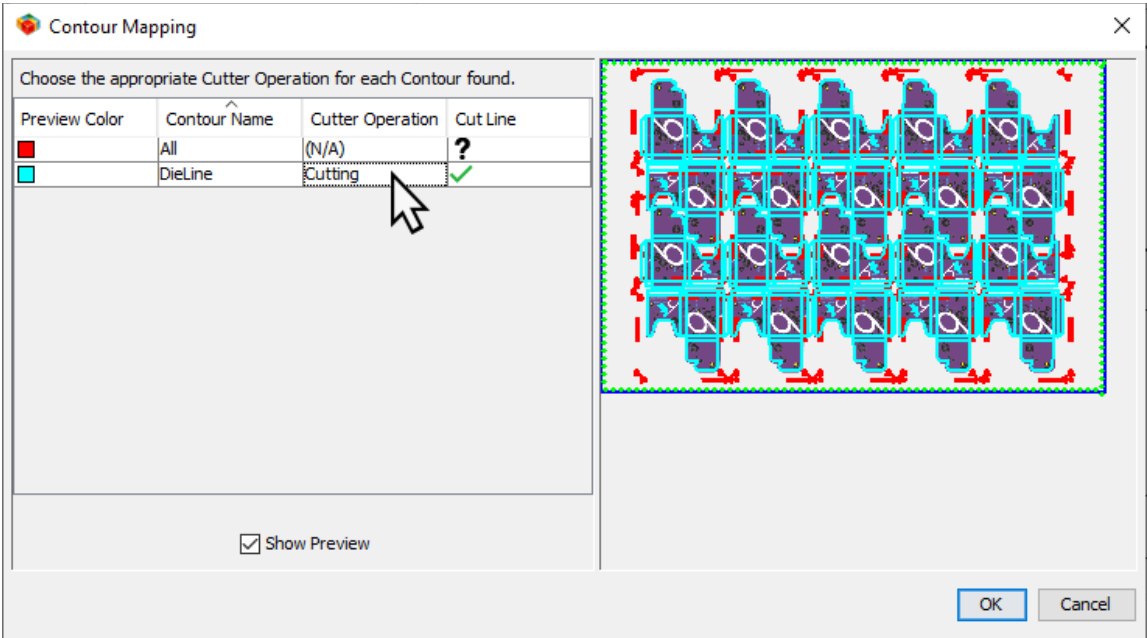 Contour Mapping
Choose the appropriate Cutter Operation for each Contour found.
Preview Color Contour Name Cutter Operation Cut Line
All (N/A) ?
DieLine Cutting
Show Preview
OK Cancel